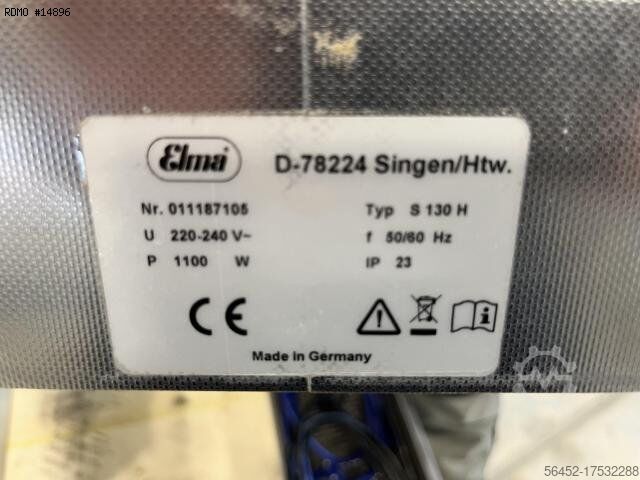 RDMO #14896
Elma D-78224 Singen/Htw.
Nr. 011187105 Typ S 130 H
U 220-240 V~ f 50/60 Hz
P 1100 W IP 23
CE
Made in Germany
56452-17532288